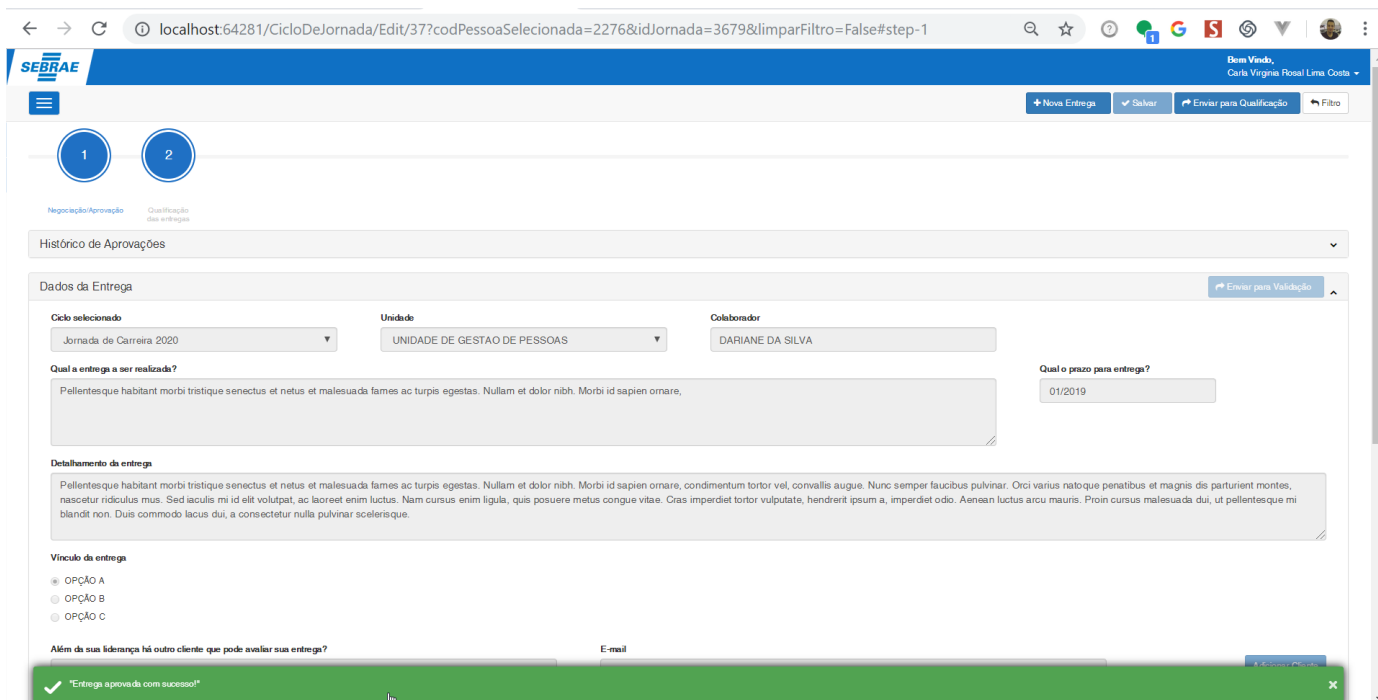 localhost:64281/CicloDeJornada/Edit/37?codPessoaSelecionada=2276&idJornada=3679&limparFiltro=False#step-1
1
SEBRAE
Bem Vindo,
Carla Virginia Rosal Lima Costa
Nova Entrega
Salvar
Enviar para Qualificação
Filtro
1
2
Negociação/Aprovação
Qualificação
das entregas
Histórico de Aprovações
Dados da Entrega
Enviar para Validação
Ciclo selecionado
Unidade
Colaborador
Jornada de Carreira 2020
UNIDADE DE GESTAO DE PESSOAS
DARIANE DA SILVA
Qual a entrega a ser realizada?
Qual o prazo para entrega?
Pellentesque habitant morbi tristique senectus et netus et malesuada fames ac turpis egestas. Nullam et dolor nibh. Morbi id sapien ornare,
01/2019
Detalhamento da entrega
Pellentesque habitant morbi tristique senectus et netus et malesuada fames ac turpis egestas. Nullam et dolor nibh. Morbi id sapien ornare, condimentum tortor vel, convallis augue. Nunc semper faucibus pulvinar. Orci varius natoque penatibus et magnis dis parturient montes,
nascetur ridiculus mus. Sed iaculis mi id elit volutpat, ac laoreet enim luctus. Nam cursus enim ligula, quis posuere metus congue vitae. Cras imperdiet tortor vulputate, hendrerit ipsum a, imperdiet odio. Aenean luctus arcu mauris. Proin cursus malesuada dui, ut pellentesque mi
blandit non. Duis commodo lacus dui, a consectetur nulla pulvinar scelerisque.
Vínculo da entrega
OPÇÃO A
OPÇÃO B
OPÇÃO C
Além da sua liderança há outro cliente que pode avaliar sua entrega?
E-mail
Adicionar Cliente
"Entrega aprovada com sucesso!"